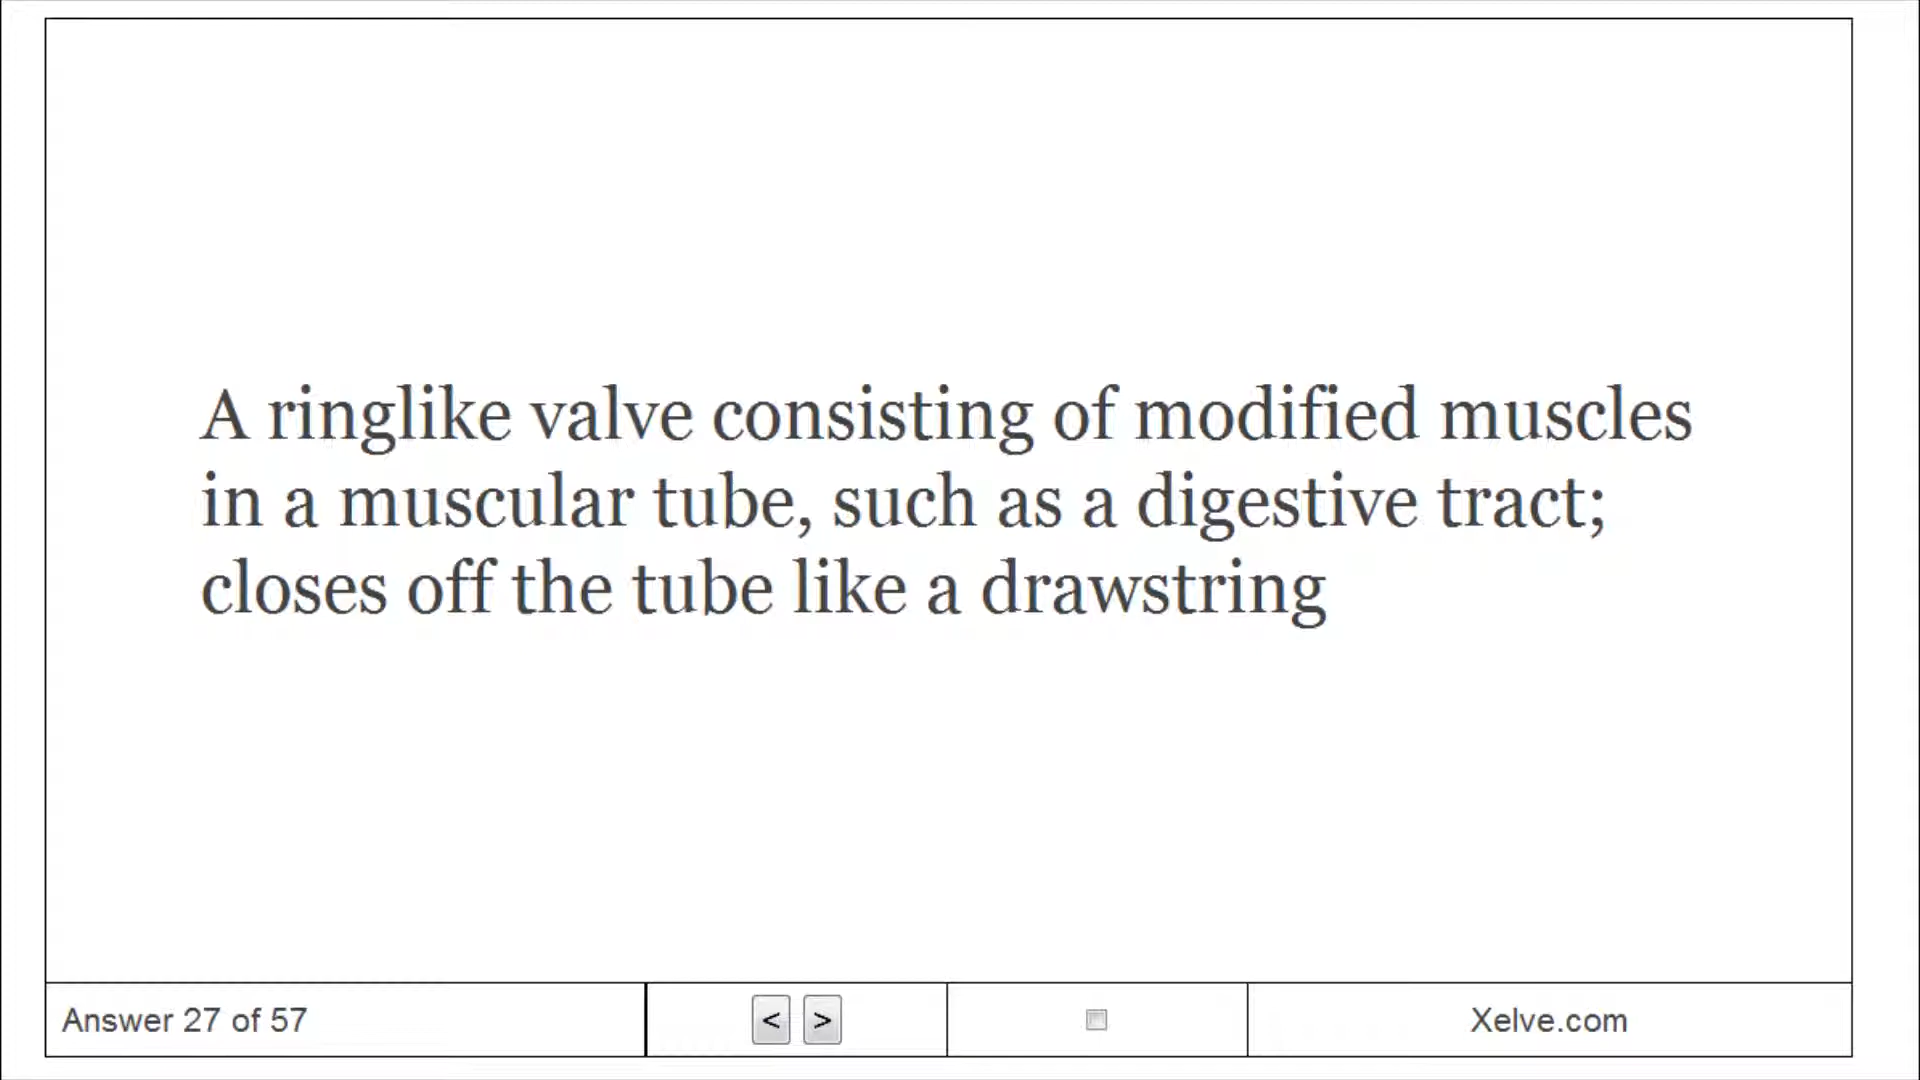 A ringlike valve consisting of modified muscles
in a muscular tube, such as a digestive tract;
closes off the tube like a drawstring
Answer 27 of 57
< >
Xelve.com